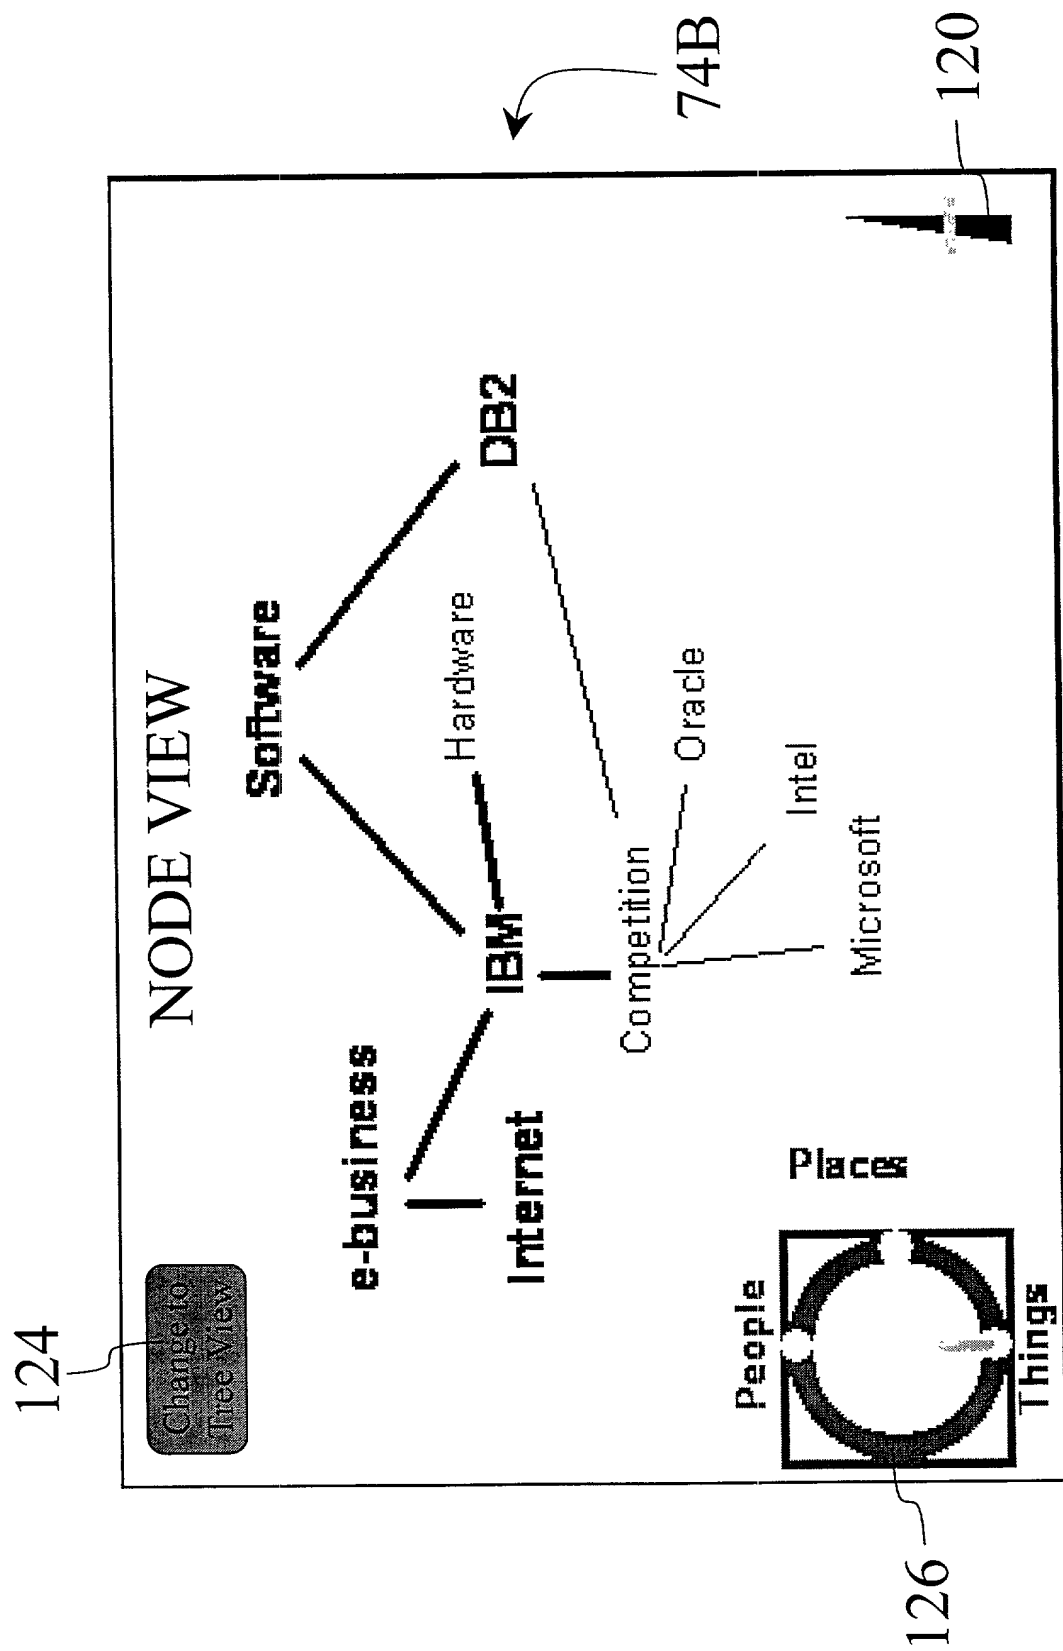 124
Change to
Tree View
NODE VIEW
Software
e-business
Internet
IBM
Hardware
DB2
Competition
Oracle
Intel
Microsoft
People
Places
Things
126
74B
120